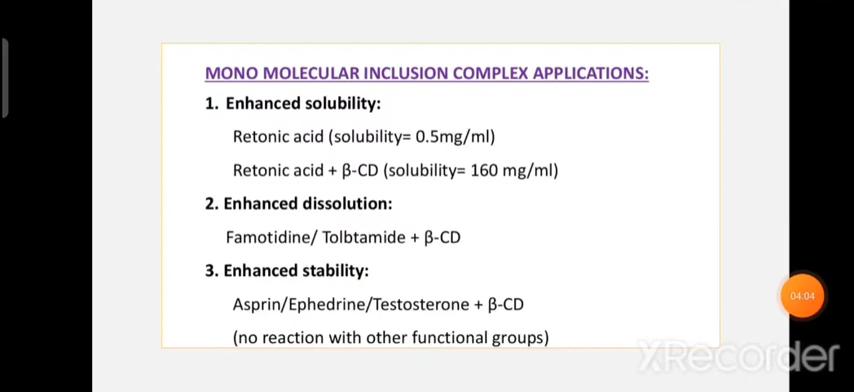 MONO MOLECULAR INCLUSION COMPLEX APPLICATIONS:
1. Enhanced solubility:
Retonic acid (solubility= 0.5mg/ml)
Retonic acid + β-CD (solubility= 160 mg/ml)
2. Enhanced dissolution:
Famotidine/ Tolbtamide + β-CD
3. Enhanced stability:
Asprin/Ephedrine/Testosterone + β-CD
(no reaction with other functional groups)
04:04
XRecorder